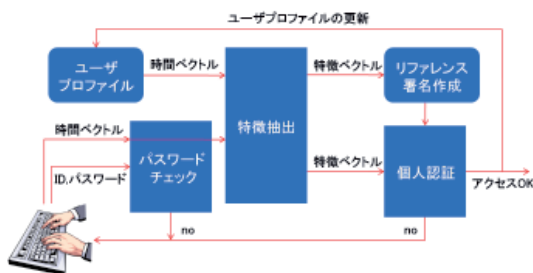 ユーザプロファイルの更新
ユーザ
プロファイル
時間ベクトル
特徴抽出
特徴ベクトル
リファレンス
署名作成
時間ベクトル
ID,パスワード
パスワード
チェック
特徴ベクトル
個人認証
アクセスOK
no
no